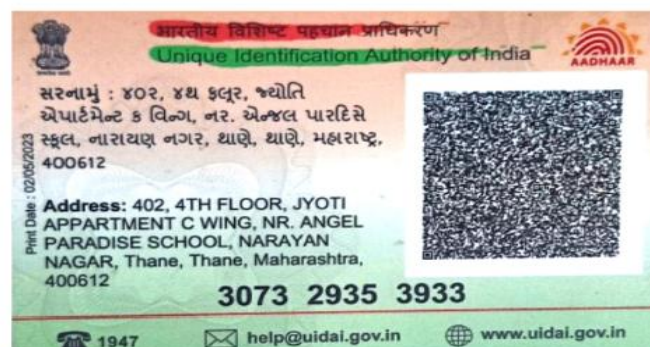 भारतीय विशिष्ट पहचान प्राधिकरण
Unique Identification Authority of India
AADHAAR
સરનામું : ૪૦૨, ૪થ ફલૂર, જ્યોતિ
એપાર્ટમેન્ટ ક વિન્ગ, નર. એન્જલ પારદિસે
સ્કૂલ, નારાયણ નગર, થાણે, થાણે, મહારાષ્ટ્ર,
400612
Print Date : 02/05/2023
Address: 402, 4TH FLOOR, JYOTI
APPARTMENT C WING, NR. ANGEL
PARADISE SCHOOL, NARAYAN
NAGAR, Thane, Thane, Maharashtra,
400612
3073 2935 3933
1947
help@uidai.gov.in
www.uidai.gov.in